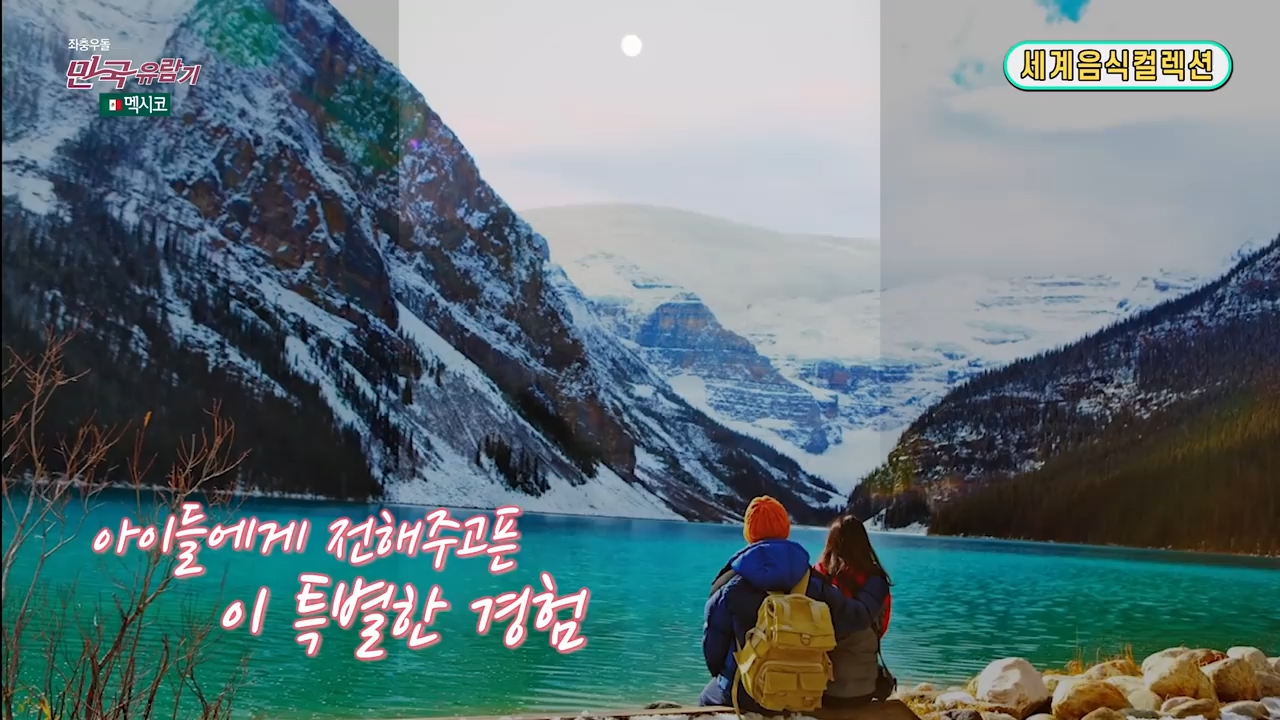 좌충우돌
민국유람기
멕시코
세계음식컬렉션
아이들에게 전해주고픈
이 특별한 경험